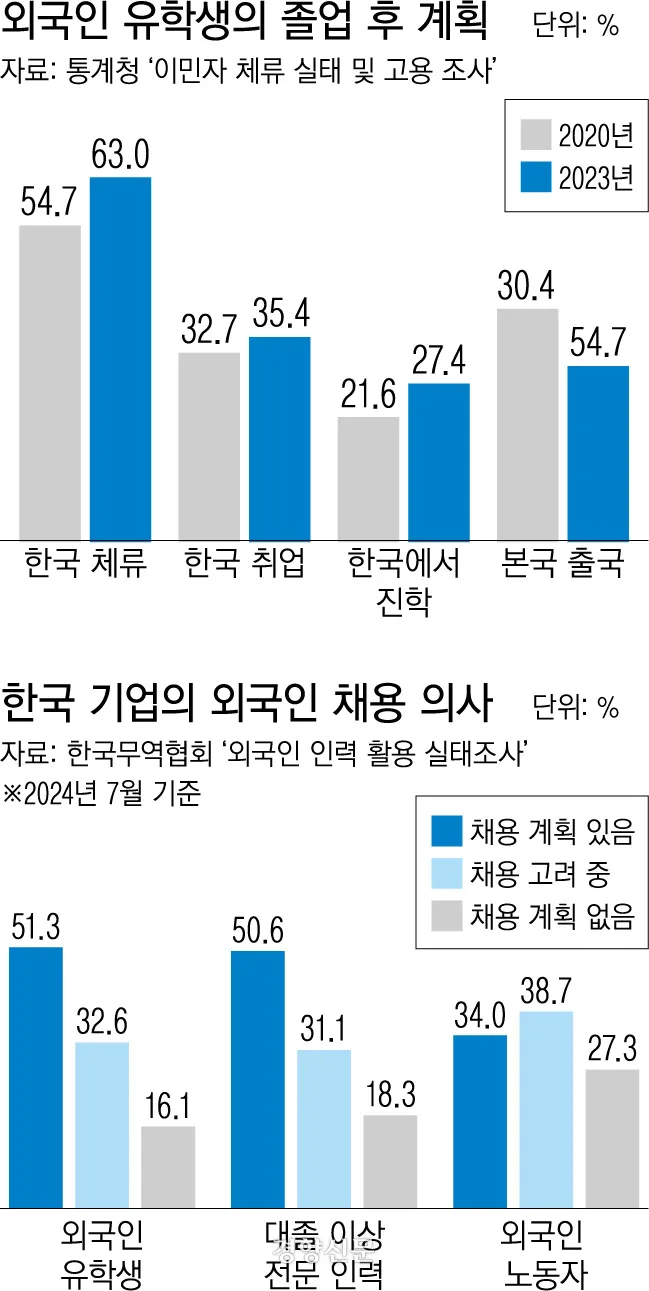 외국인 유학생의 졸업 후 계획 단위: %
자료: 통계청 ‘이민자 체류 실태 및 고용 조사’
2020년
2023년
54.7 63.0
32.7 35.4
21.6 27.4
30.4 54.7
한국 체류 한국 취업 한국에서 본국 출국
진학
한국 기업의 외국인 채용 의사 단위: %
자료: 한국무역협회 ‘외국인 인력 활용 실태조사’
※2024년 7월 기준
채용 계획 있음
채용 고려 중
채용 계획 없음
51.3 32.6 16.1
50.6 31.1 18.3
34.0 38.7 27.3
외국인 대졸 이상 외국인
유학생 전문 인력 노동자
경향신문